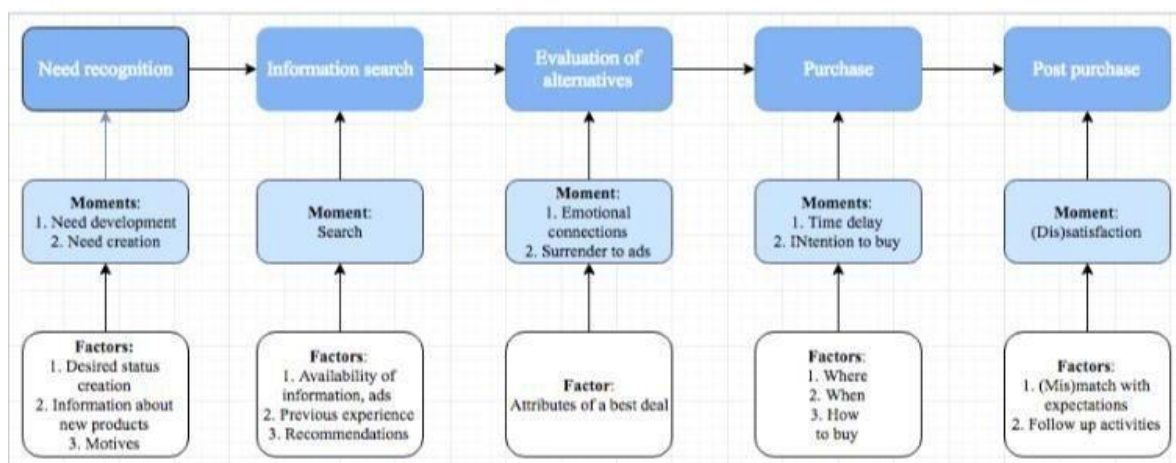 Need recognition
Information search
Evaluation of
alternatives
Purchase
Post purchase
Moments:
1. Need development
2. Need creation
Moment:
Search
Moment:
1. Emotional
connections
2. Surrender to ads
Moments:
1. Time delay
2. INtention to buy
Moment:
(Dis)satisfaction
Factors:
1. Desired status
creation
2. Information about
new products
3. Motives
Factors:
1. Availability of
information, ads
2. Previous experience
3. Recommendations
Factor:
Attributes of a best deal
Factors:
1. Where
2. When
3. How
to buy
Factors:
1. (Mis)match with
expectations
2. Follow up activities